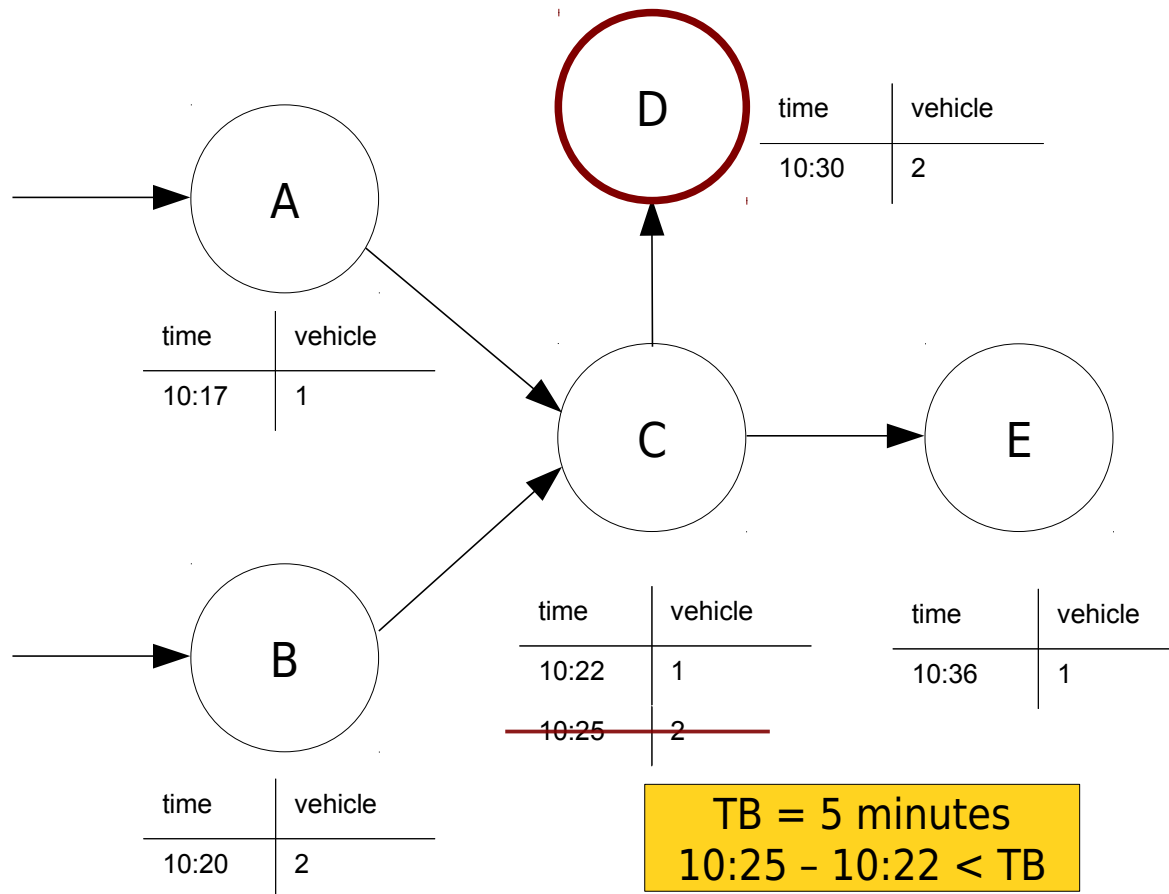 D
time vehicle
10:30 2
A
time vehicle
10:17 1
C
E
B
time vehicle
10:22 1
10:25 2
time vehicle
10:36 1
time vehicle
10:20 2
TB = 5 minutes
10:25 – 10:22 < TB